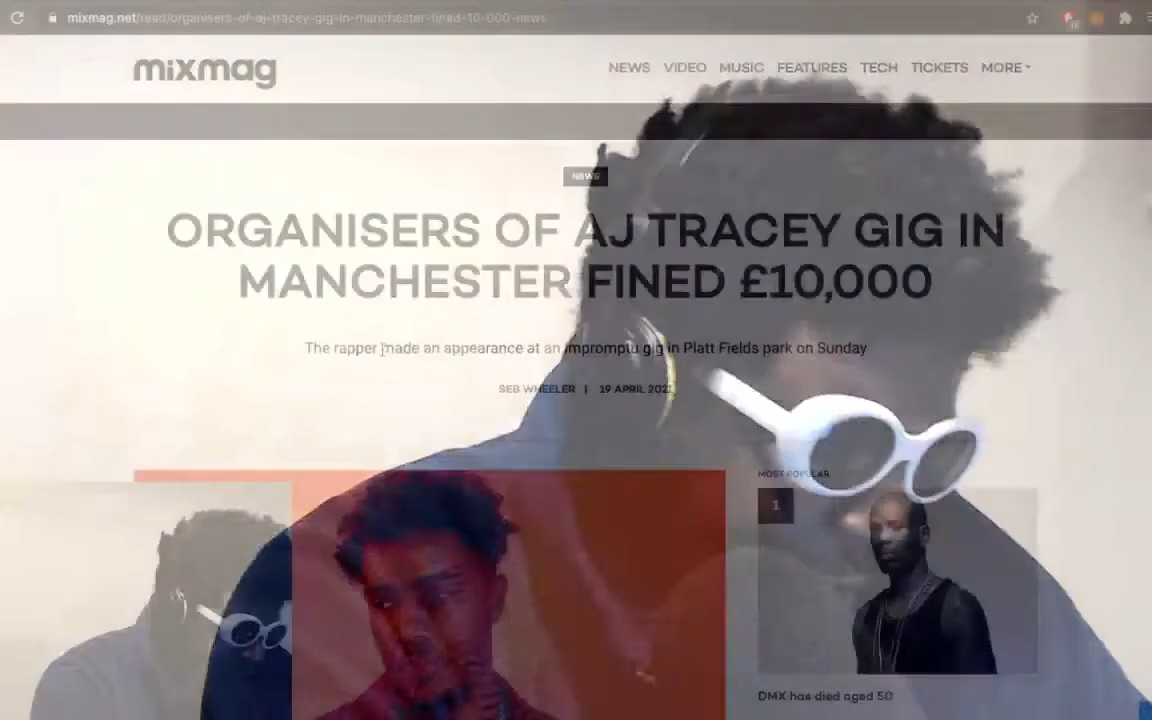 mixmag.net/read/organisers-of-aj-tracey-gig-in-manchester-fined-10-000-news
mixmag
NEWS VIDEO MUSIC FEATURES TECH TICKETS MORE
NEWS
ORGANISERS OF AJ TRACEY GIG IN
MANCHESTER FINED £10,000
The rapper made an appearance at an impromptu gig in Platt Fields park on Sunday
SEB WHEELER | 19 APRIL 2021
MOST POPULAR
1
DMX has died aged 50